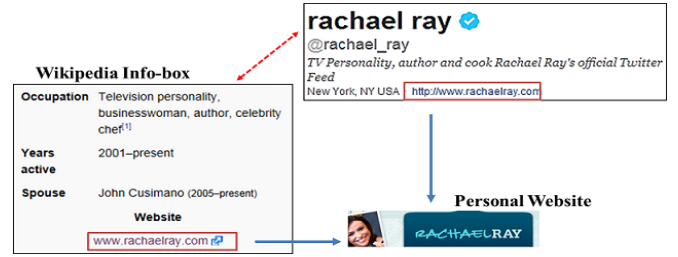 rachael ray
@rachael_ray
TV Personality, author and cook Rachael Ray's official Twitter
Feed
New York, NY USA · http://www.rachaelray.com
Wikipedia Info-box
Occupation Television personality,
businesswoman, author, celebrity
chef[1]
Years 2001–present
active
Spouse John Cusimano (2005–present)
Website
www.rachaelray.com
Personal Website
RACHAELRAY